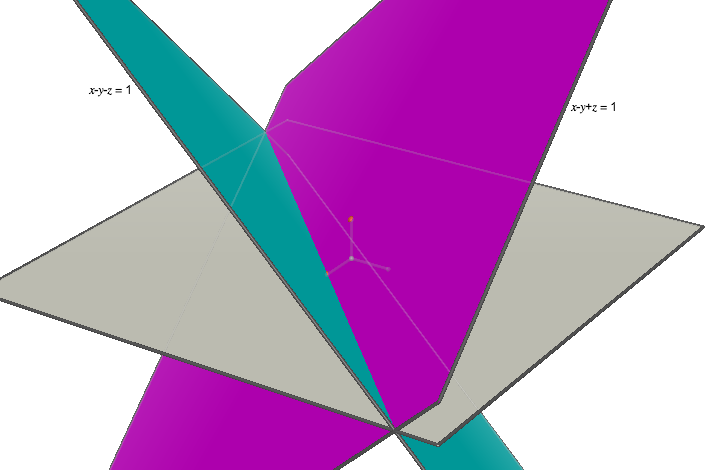 x-y-z = 1
x-y+z = 1